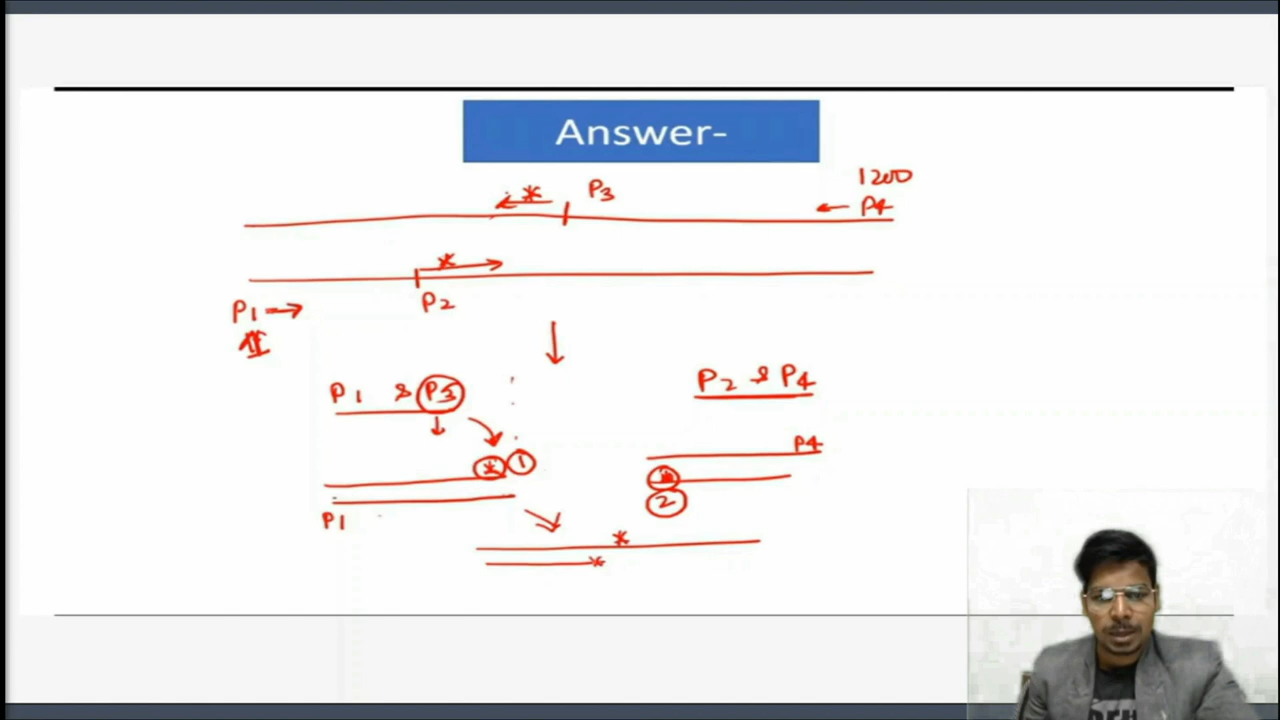 Answer-
1200
* P3
← P4
*
P1 → P2
P1 & P3
P2 & P4
P4
* 1
2
P1
*
*